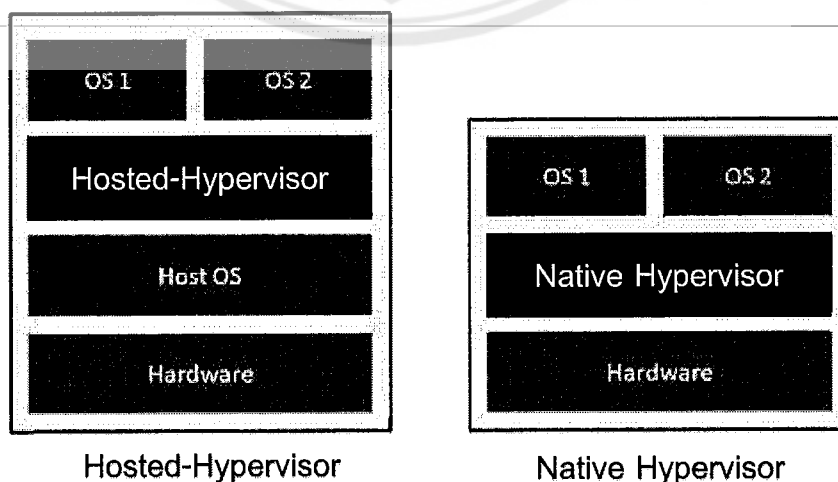 OS 1 OS 2
Hosted-Hypervisor
Host OS
Hardware
Hosted-Hypervisor
OS 1 OS 2
Native Hypervisor
Hardware
Native Hypervisor